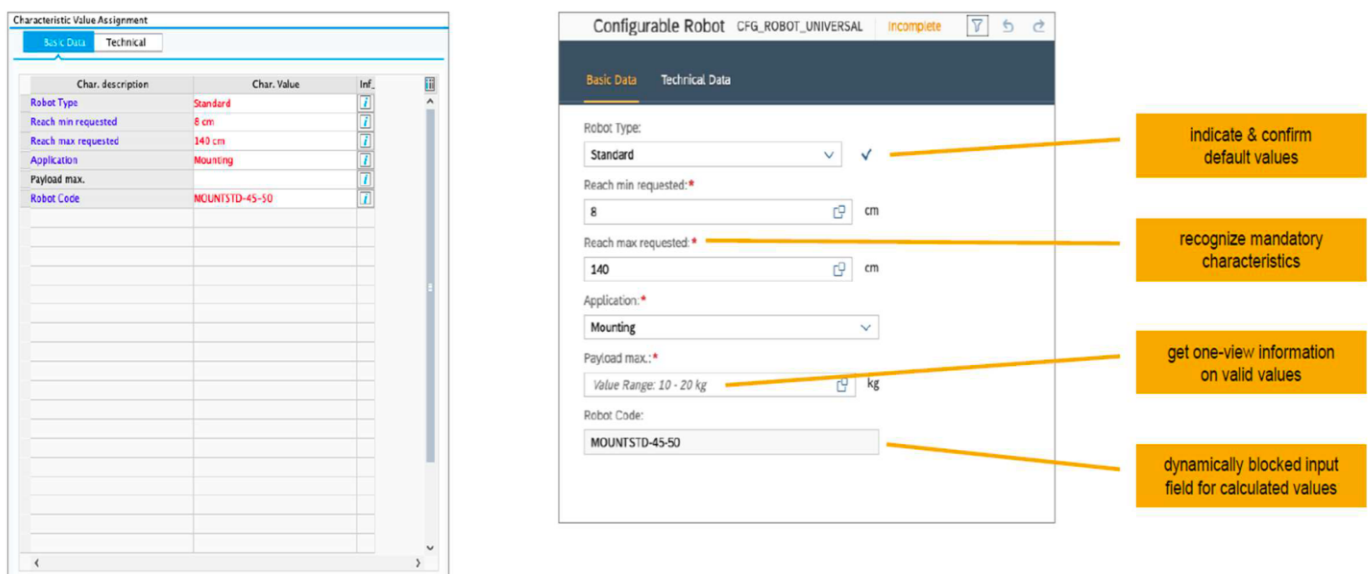 Characteristic Value Assignment
Basic Data Technical
Char. description Char. Value Inf.
Robot Type Standard
Reach min requested 8 cm
Reach max requested 140 cm
Application Mounting
Payload max.
Robot Code MOUNTSTD-45-50
Configurable Robot CFG_ROBOT_UNIVERSAL Incomplete
Basic Data Technical Data
Robot Type:
Standard
Reach min requested:*
8 cm
Reach max requested:*
140 cm
Application:*
Mounting
Payload max.:*
Value Range: 10 - 20 kg kg
Robot Code:
MOUNTSTD-45-50
indicate & confirm
default values
recognize mandatory
characteristics
get one-view information
on valid values
dynamically blocked input
field for calculated values